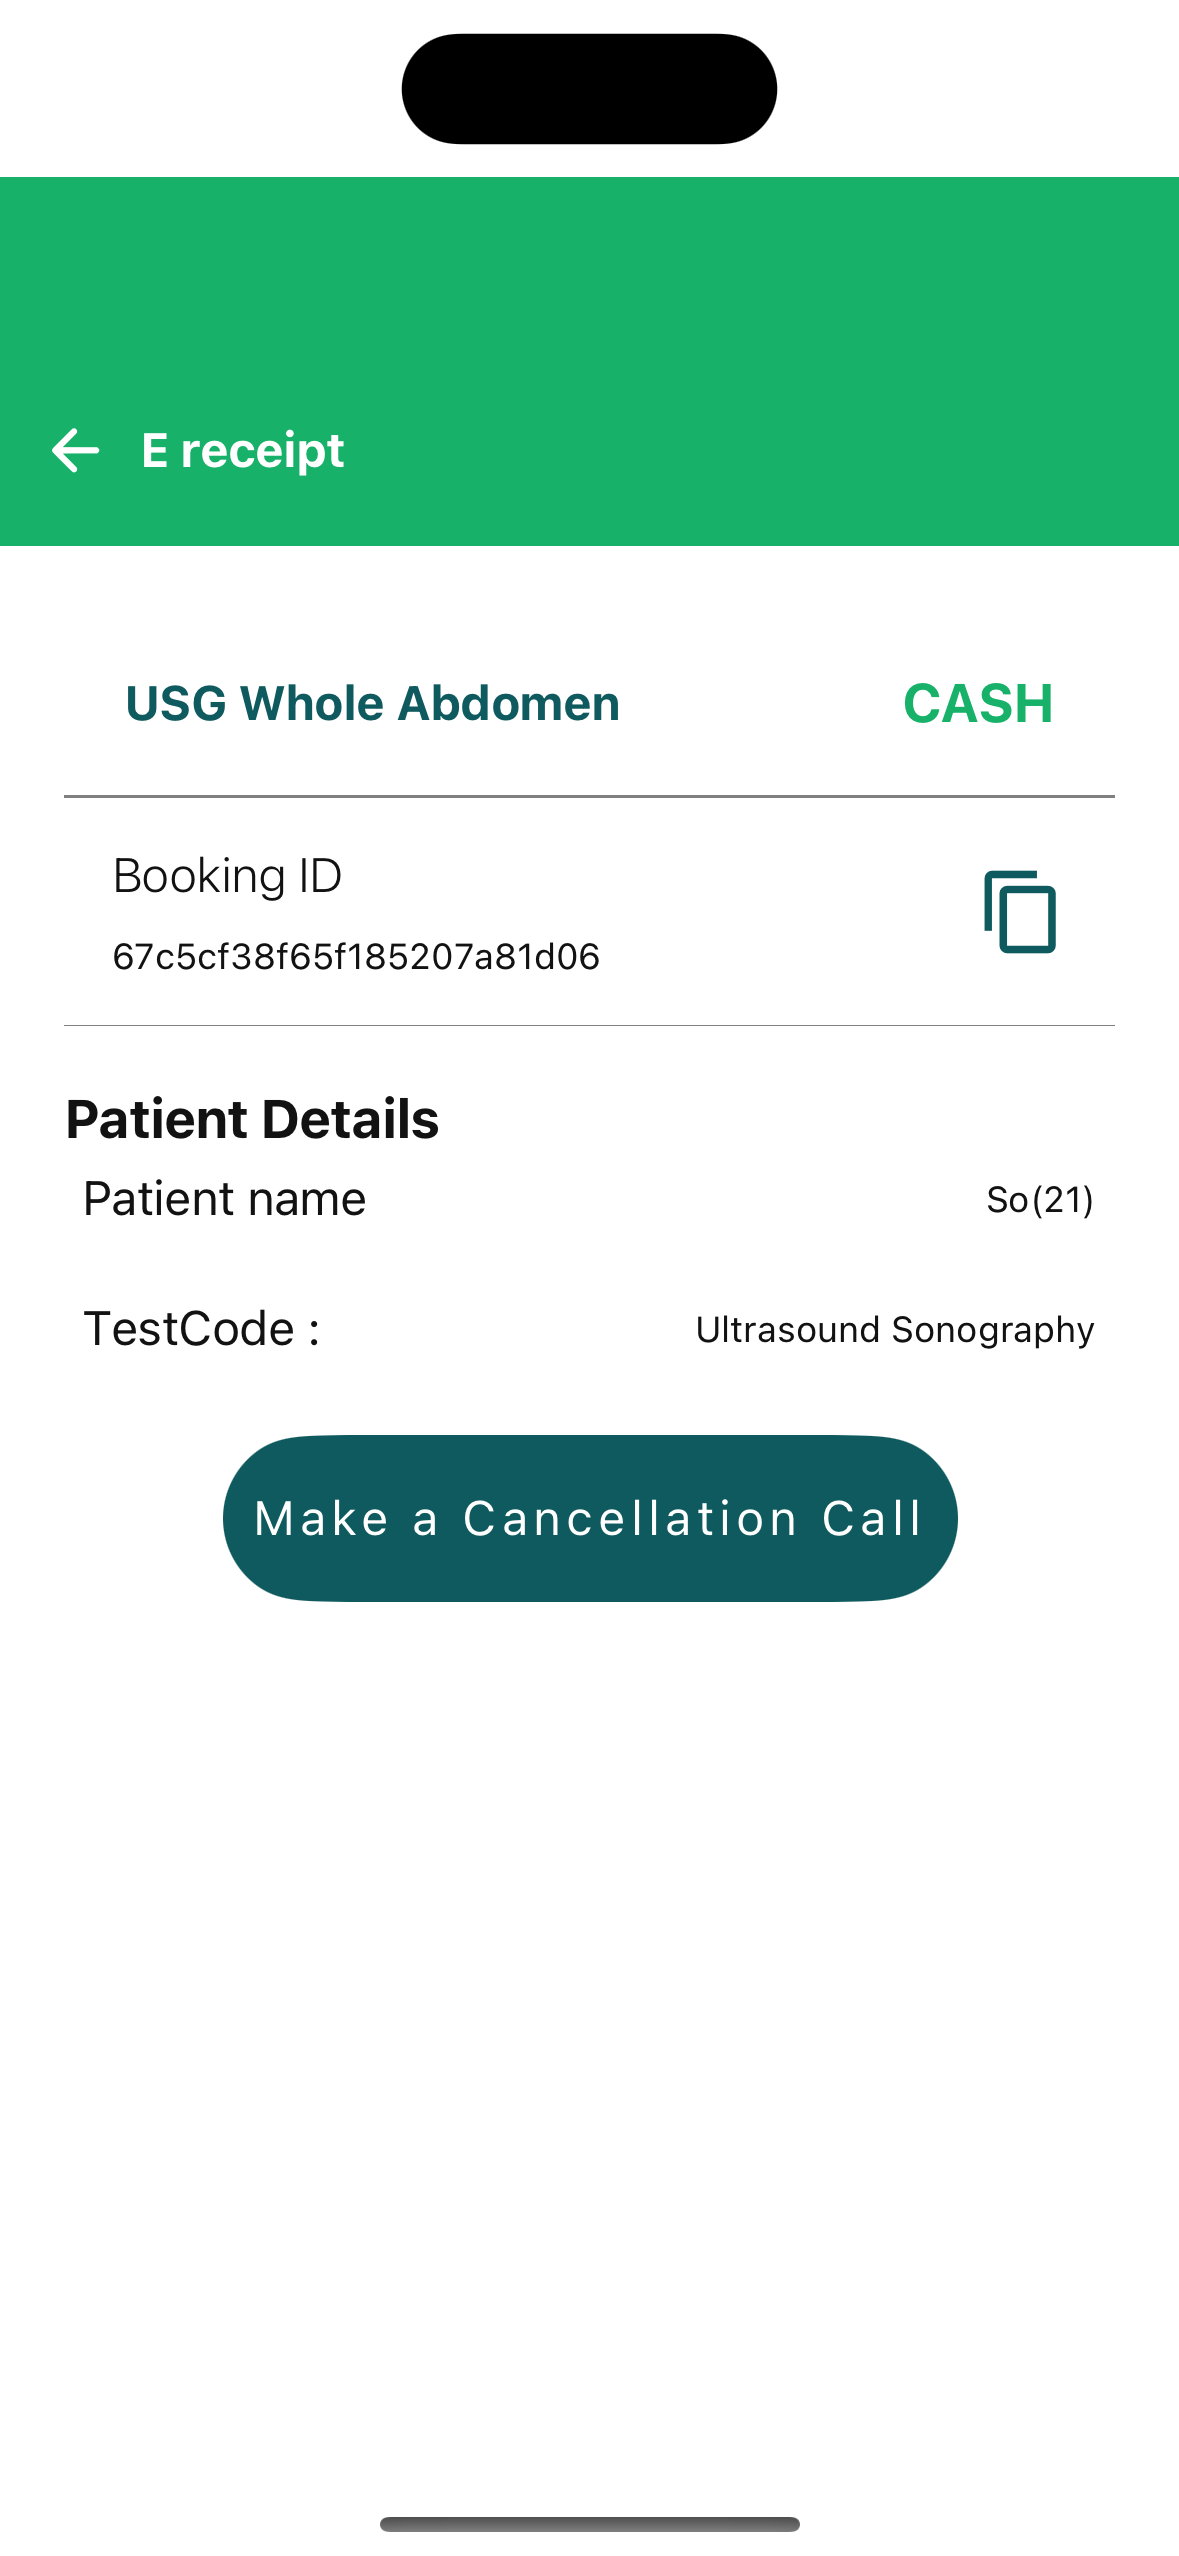 E receipt
USG Whole Abdomen CASH
Booking ID
67c5cf38f65f185207a81d06
Patient Details
Patient name So(21)
TestCode : Ultrasound Sonography
Make a Cancellation Call